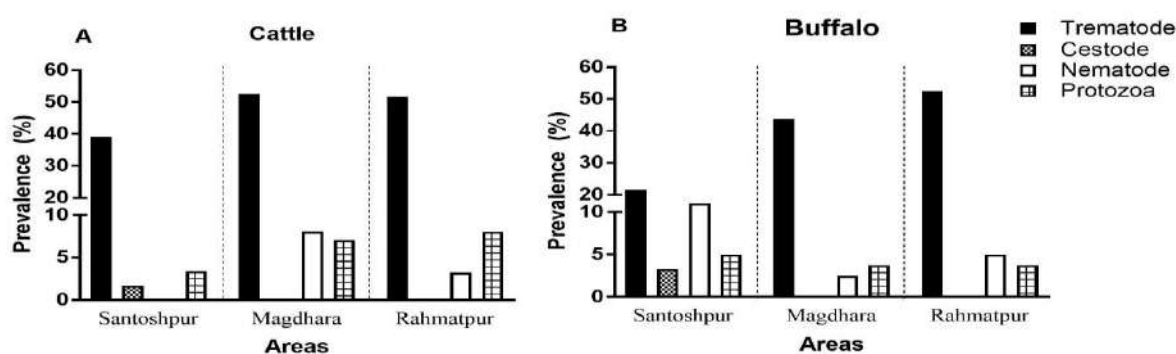 A
Cattle
Prevalence (%)
60
50
40
30
20
10
5
0
Santoshpur
Magdhara
Rahmatpur
Areas
B
Buffalo
Prevalence (%)
60
50
40
30
20
10
5
0
Santoshpur
Magdhara
Rahmatpur
Areas
Trematode
Cestode
Nematode
Protozoa